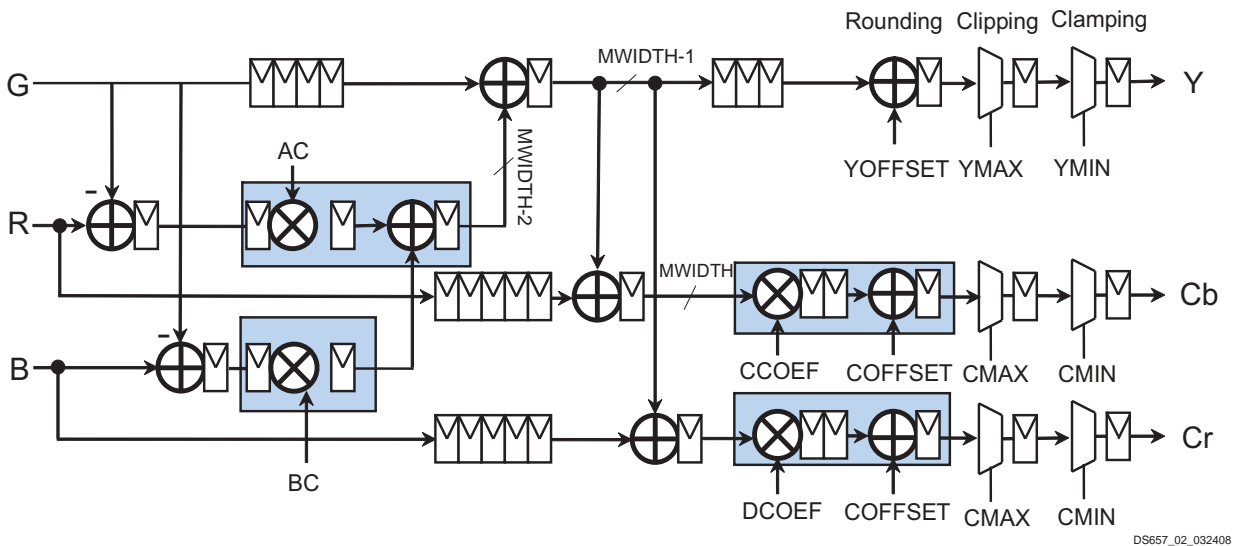 Rounding Clipping Clamping
MWIDTH-1
G
Y
MWIDTH-2
AC
YOFFSET YMAX YMIN
-
R
MWIDTH
Cb
-
B
CCOEF COFFSET CMAX CMIN
Cr
BC
DCOEF COFFSET CMAX CMIN
DS657_02_032408